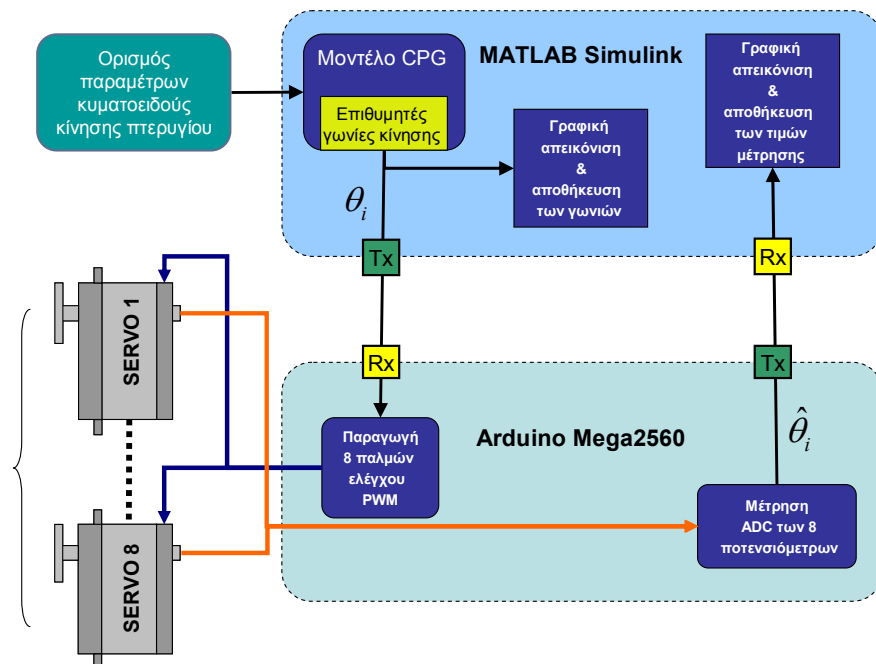 Ορισμός
παραμέτρων
κυματοειδούς
κίνησης πτερυγίου
Μοντέλο CPG
Επιθυμητές
γωνίες κίνησης
MATLAB Simulink
Γραφική
απεικόνιση
&
αποθήκευση
των τιμών
μέτρησης
Γραφική
απεικόνιση
&
αποθήκευση
των γωνιών
θ_i
Tx
Rx
SERVO 1
Rx
Tx
Παραγωγή
8 παλμών
ελέγχου
PWM
Arduino Mega2560
θ̂_i
Μέτρηση
ADC των 8
ποτενσιόμετρων
SERVO 8